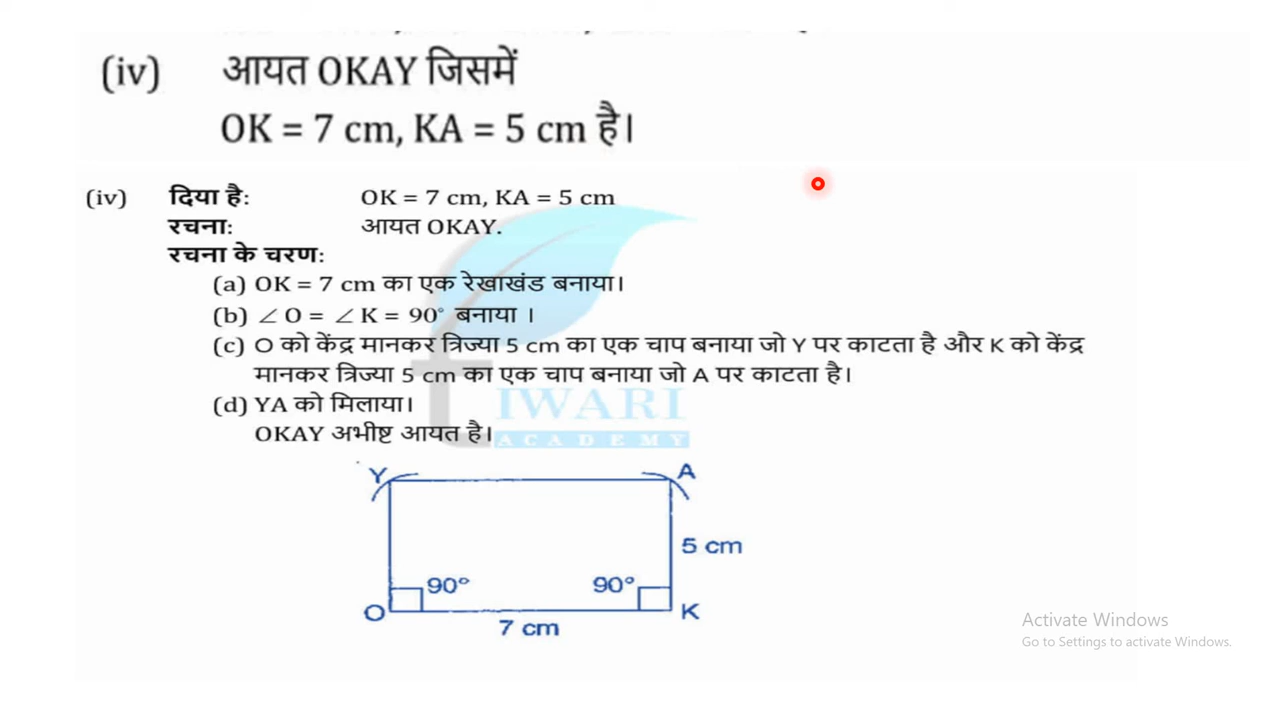 (iv) आयत OKAY जिसमें
OK = 7 cm, KA = 5 cm है।
(iv) दिया है: OK = 7 cm, KA = 5 cm
रचना: आयत OKAY.
रचना के चरण:
(a) OK = 7 cm का एक रेखाखंड बनाया।
(b) ∠O = ∠K = 90° बनाया ।
(c) O को केंद्र मानकर त्रिज्या 5 cm का एक चाप बनाया जो Y पर काटता है और K को केंद्र
मानकर त्रिज्या 5 cm का एक चाप बनाया जो A पर काटता है।
(d) YA को मिलाया।
OKAY अभीष्ट आयत है।
IWARI
ACADEMY
Y A
5 cm
90° 90°
O K
7 cm
Activate Windows
Go to Settings to activate Windows.